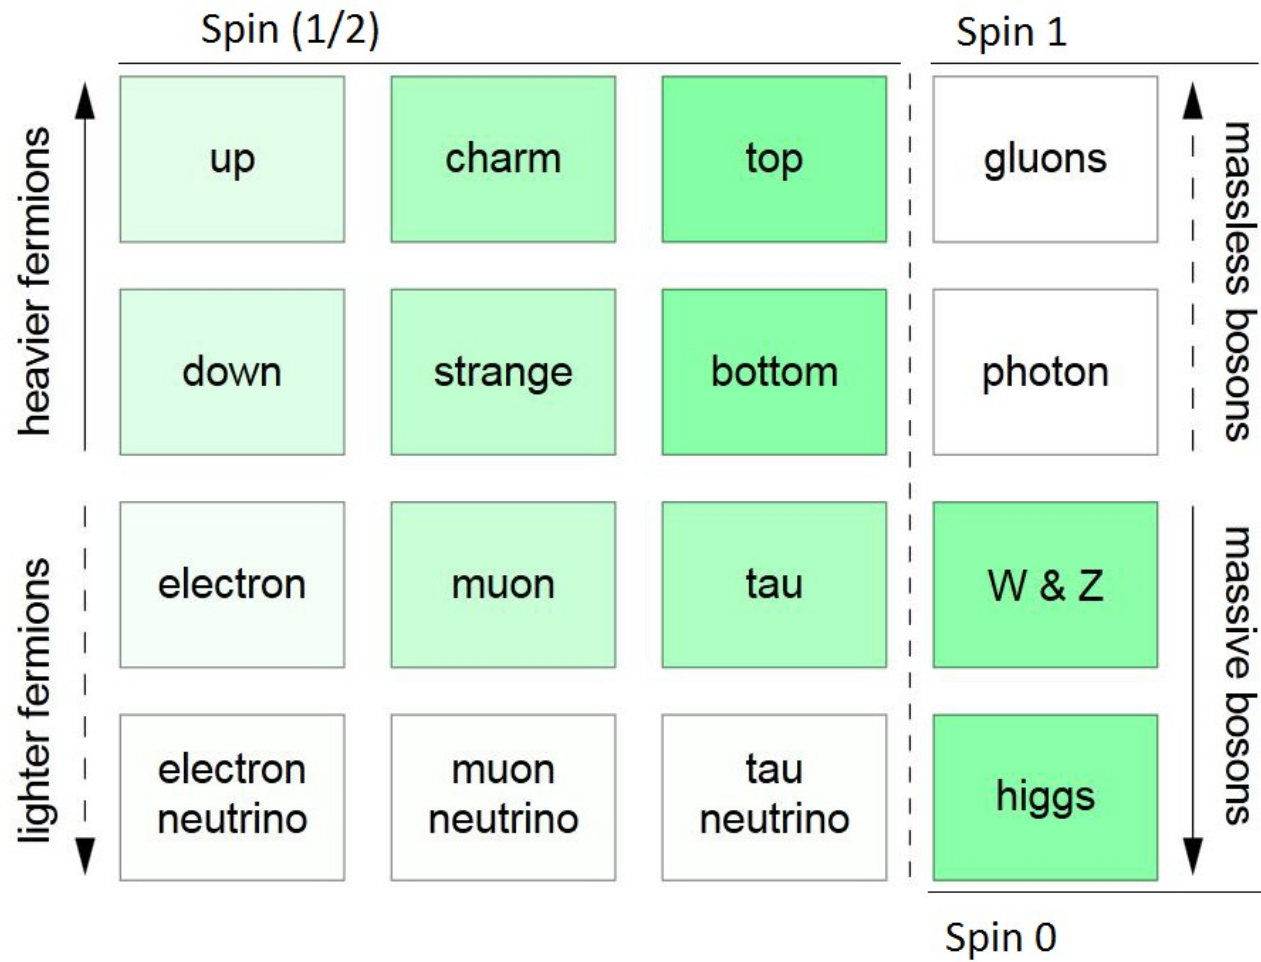 Spin (1/2)
Spin 1
heavier fermions
up
charm
top
gluons
massless bosons
down
strange
bottom
photon
lighter fermions
electron
muon
tau
W & Z
massive bosons
electron
neutrino
muon
neutrino
tau
neutrino
higgs
Spin 0